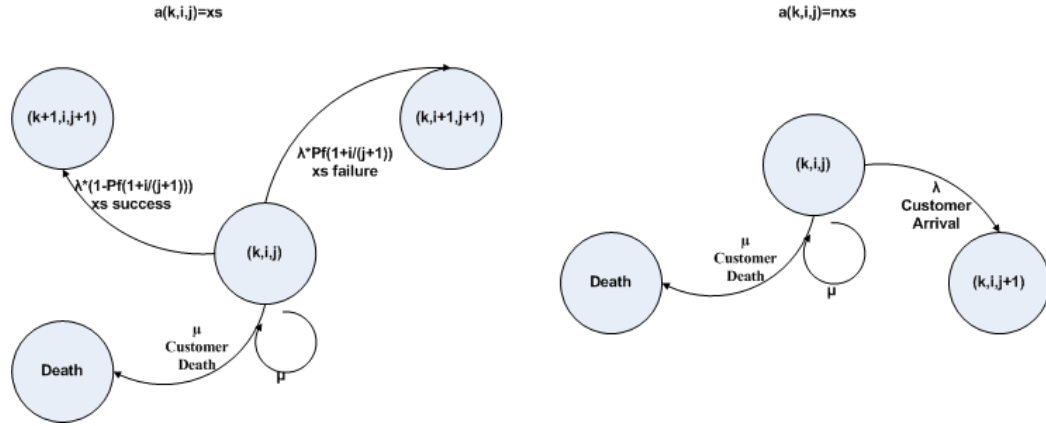 a(k,i,j)=xs
(k+1,i,j+1)
(k,i+1,j+1)
λ*Pf(1+i/(j+1))
xs failure
λ*(1-Pf(1+i/(j+1)))
xs success
(k,i,j)
μ
Customer
Death
Death
μ
a(k,i,j)=nxs
(k,i,j)
λ
Customer
Arrival
μ
Customer
Death
Death
μ
(k,i,j+1)